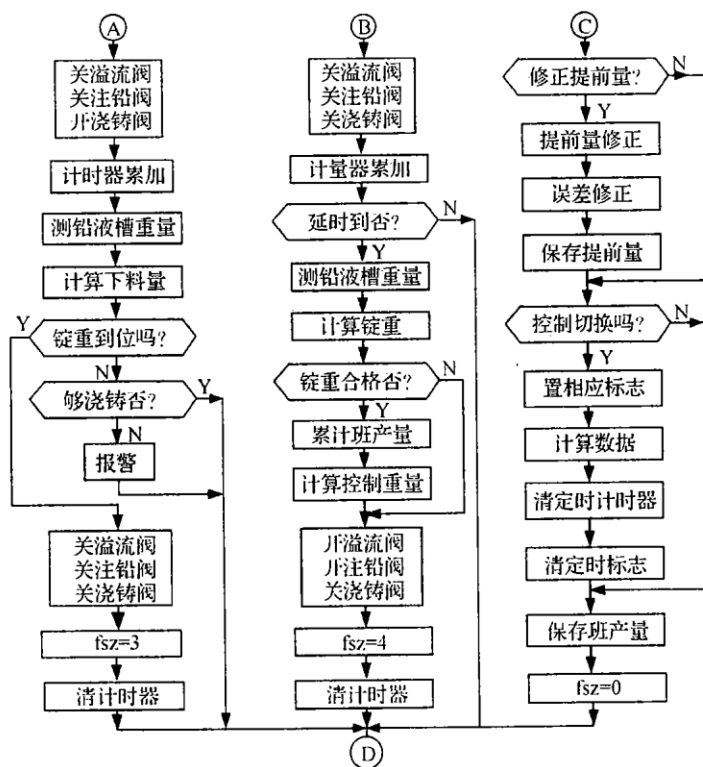 A
关溢流阀
关注铅阀
开浇铸阀
计时器累加
测铅液槽重量
计算下料量
Y
锭重到位吗?
N
够浇铸否?
Y
N
报警
关溢流阀
关注铅阀
关浇铸阀
fsz=3
清计时器
B
关溢流阀
关注铅阀
关浇铸阀
计量器累加
延时到否?
N
Y
测铅液槽重量
计算锭重
锭重合格否?
N
Y
累计班产量
计算控制重量
开溢流阀
开注铅阀
关浇铸阀
fsz=4
清计时器
C
修正提前量?
N
Y
提前量修正
误差修正
保存提前量
控制切换吗?
N
Y
置相应标志
计算数据
清定时计时器
清定时标志
保存班产量
fsz=0
D